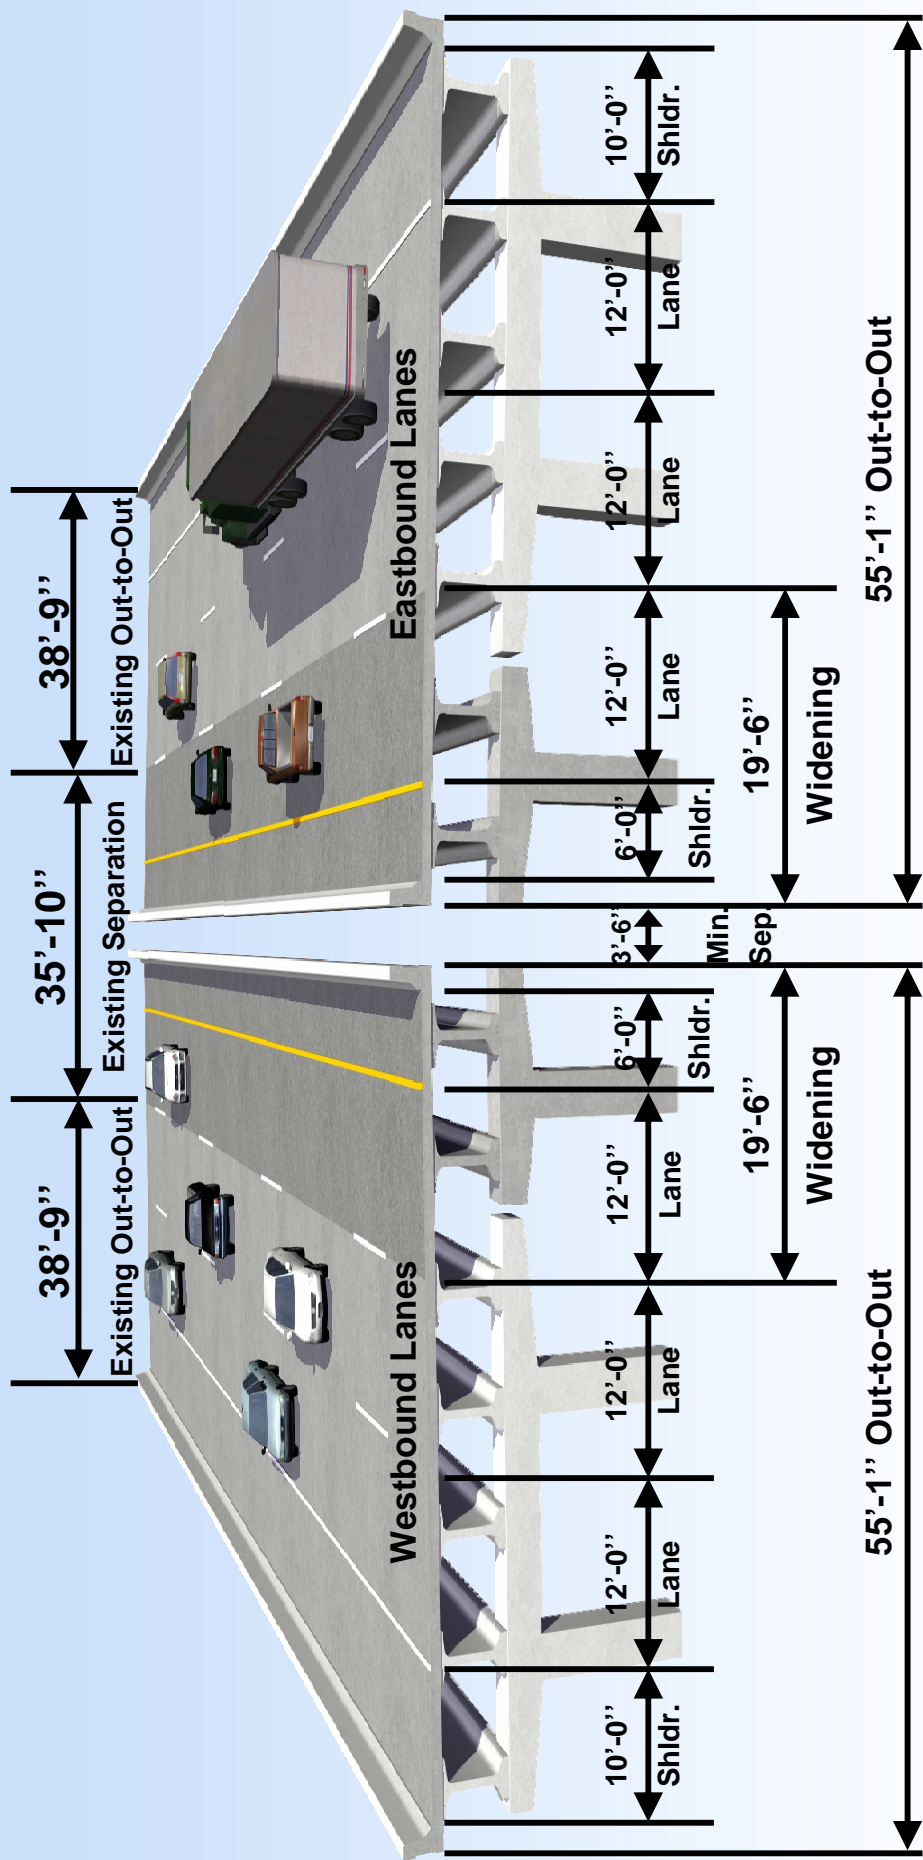 38’-9”
Existing Out-to-Out
35’-10”
Existing Separation
38’-9”
Existing Out-to-Out
Westbound Lanes
Eastbound Lanes
10’-0”
Shldr.
12’-0”
Lane
12’-0”
Lane
12’-0”
Lane
6’-0”
Shldr.
3’-6”
Min.
Sep.
6’-0”
Shldr.
12’-0”
Lane
12’-0”
Lane
12’-0”
Lane
10’-0”
Shldr.
19’-6”
Widening
19’-6”
Widening
55’-1” Out-to-Out
55’-1” Out-to-Out